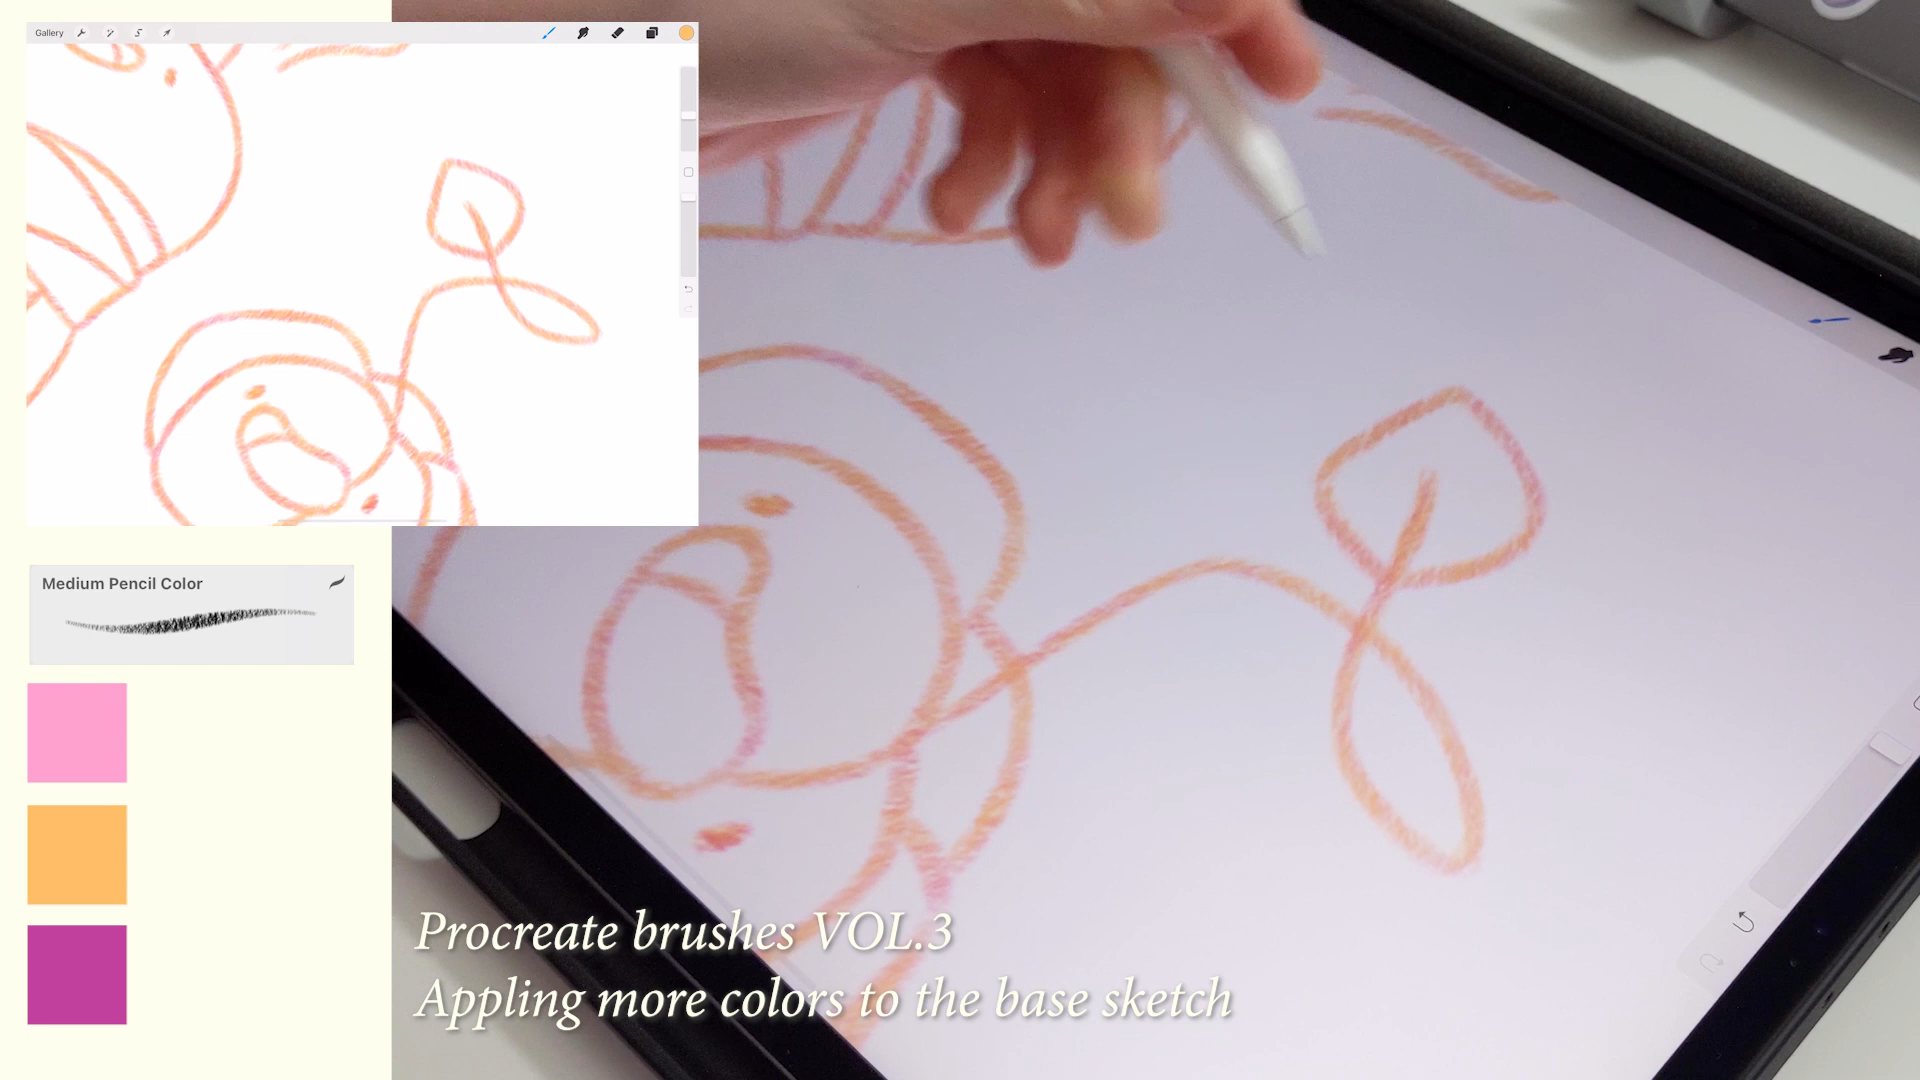 Gallery
Medium Pencil Color
Procreate brushes VOL.3
Appling more colors to the base sketch